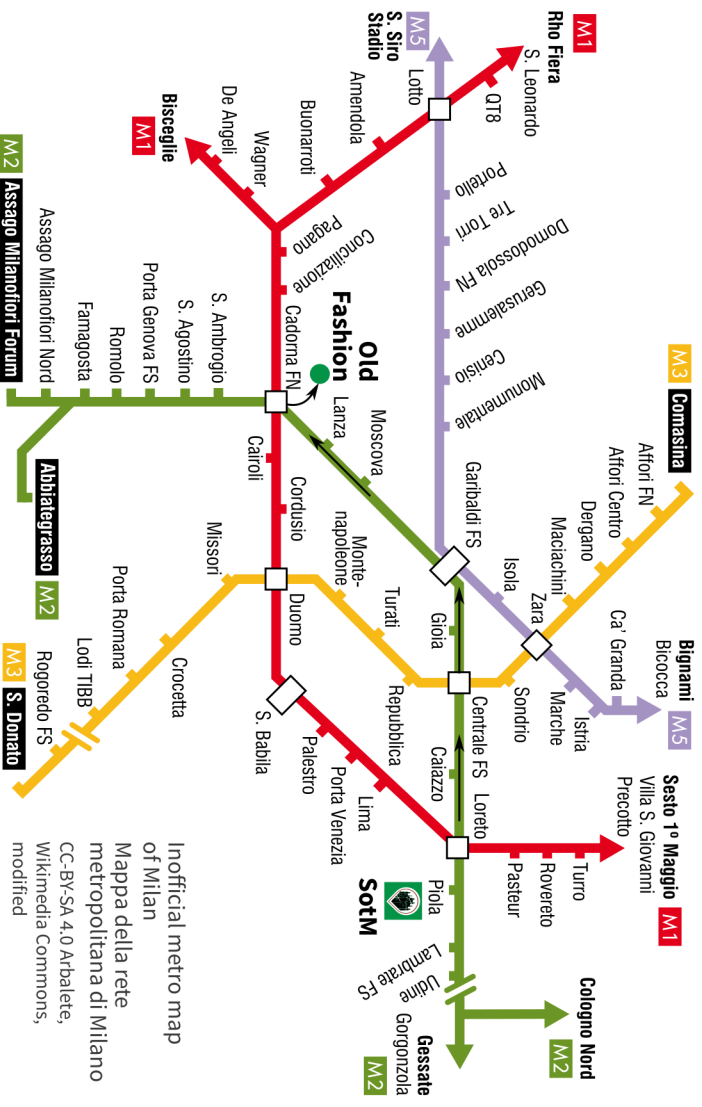 M1
Rho Fiera
S. Leonardo
QT8
M5
S. Siro
Stadio
Lotto
Amendola
Buonarroti
Bisceglie
M1
De Angeli
Wagner
Pagano
Conciliazione
Cadorna FN
Cairoli
Cordusio
Duomo
S. Babila
Palestro
Porta Venezia
Lima
Loreto
Pasteur
Rovereto
Turro
Precotto
Villa S. Giovanni
Sesto 1º Maggio M1
Portello
Tre Torri
Domodossola FN
Gerusalemme
Cenisio
Monumentale
Garibaldi FS
Isola
Zara
Marche
Istria
Ca' Granda
Bicocca
Bignami M5
M3 Comasina
Affori FN
Affori Centro
Dergano
Maciachini
Sondrio
Centrale FS
Repubblica
Turati
Monte-
napoleone
Missori
Crocetta
Porta Romana
Lodi TIBB
Rogoredo FS
M3 S. Donato
M2 Assago Milanofiori Forum
Assago Milanofiori Nord
Abbiategrasso M2
Famagosta
Romolo
Porta Genova FS
S. Agostino
S. Ambrogio
Old
Fashion
Lanza
Moscova
Gioia
Caiazzo
Piola
SotM
Lambrate FS
Udine
Cologno Nord
M2
Gessate
Gorgonzola
M2
Inofficial metro map
of Milan
Mappa della rete
metropolitana di Milano
CC-BY-SA 4.0 Arbalete,
Wikimedia Commons,
modified